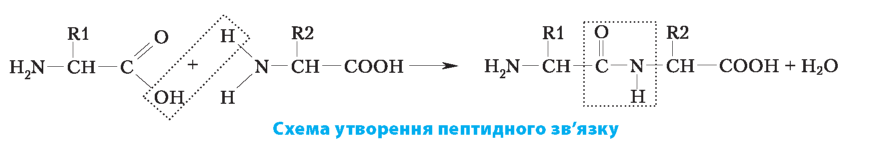 R1 O H R2 R1 O R2
H₂N—CH—C + N—CH—COOH → H₂N—CH—C—N—CH—COOH + H₂O
OH H H
Схема утворення пептидного зв’язку